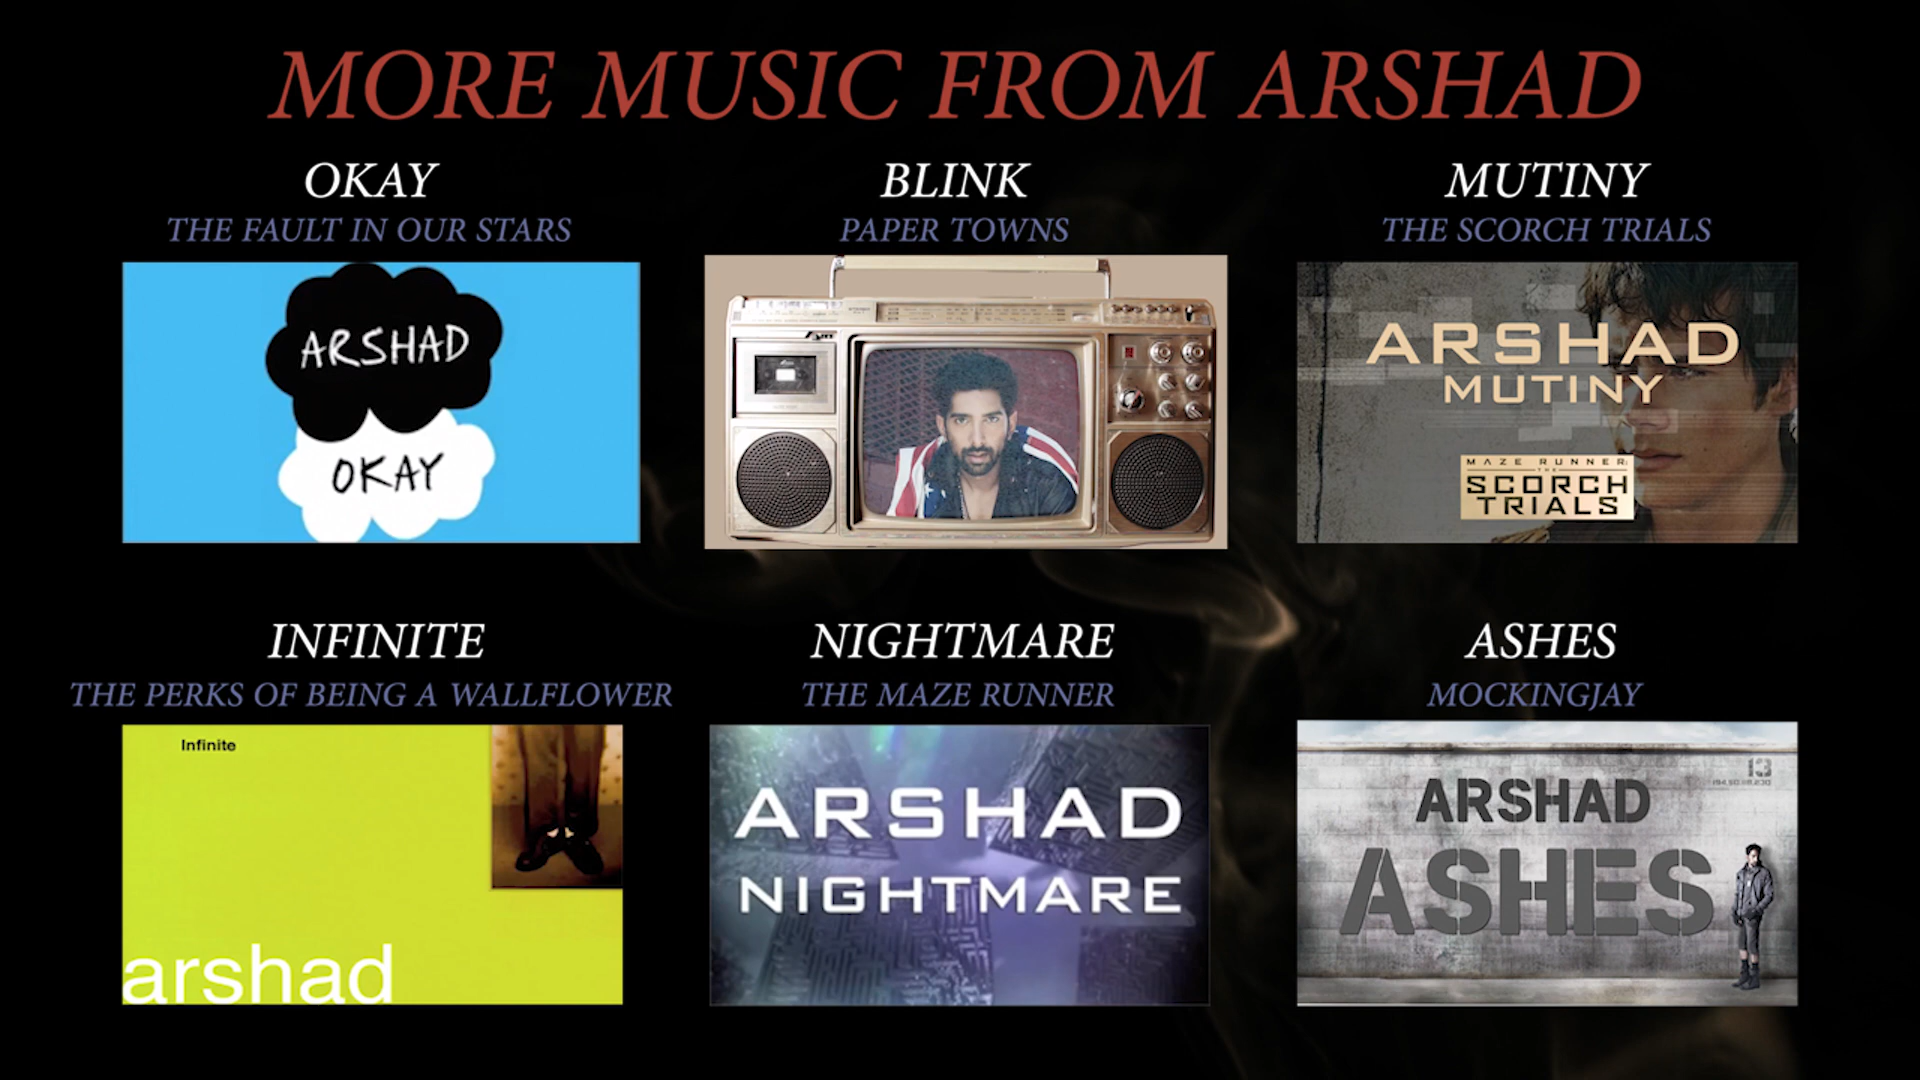 MORE MUSIC FROM ARSHAD
OKAY
THE FAULT IN OUR STARS
ARSHAD
OKAY
BLINK
PAPER TOWNS
MUTINY
THE SCORCH TRIALS
ARSHAD
MUTINY
MAZE RUNNER:
THE
SCORCH
TRIALS
INFINITE
THE PERKS OF BEING A WALLFLOWER
Infinite
arshad
NIGHTMARE
THE MAZE RUNNER
ARSHAD
NIGHTMARE
ASHES
MOCKINGJAY
13
ARSHAD
ASHES